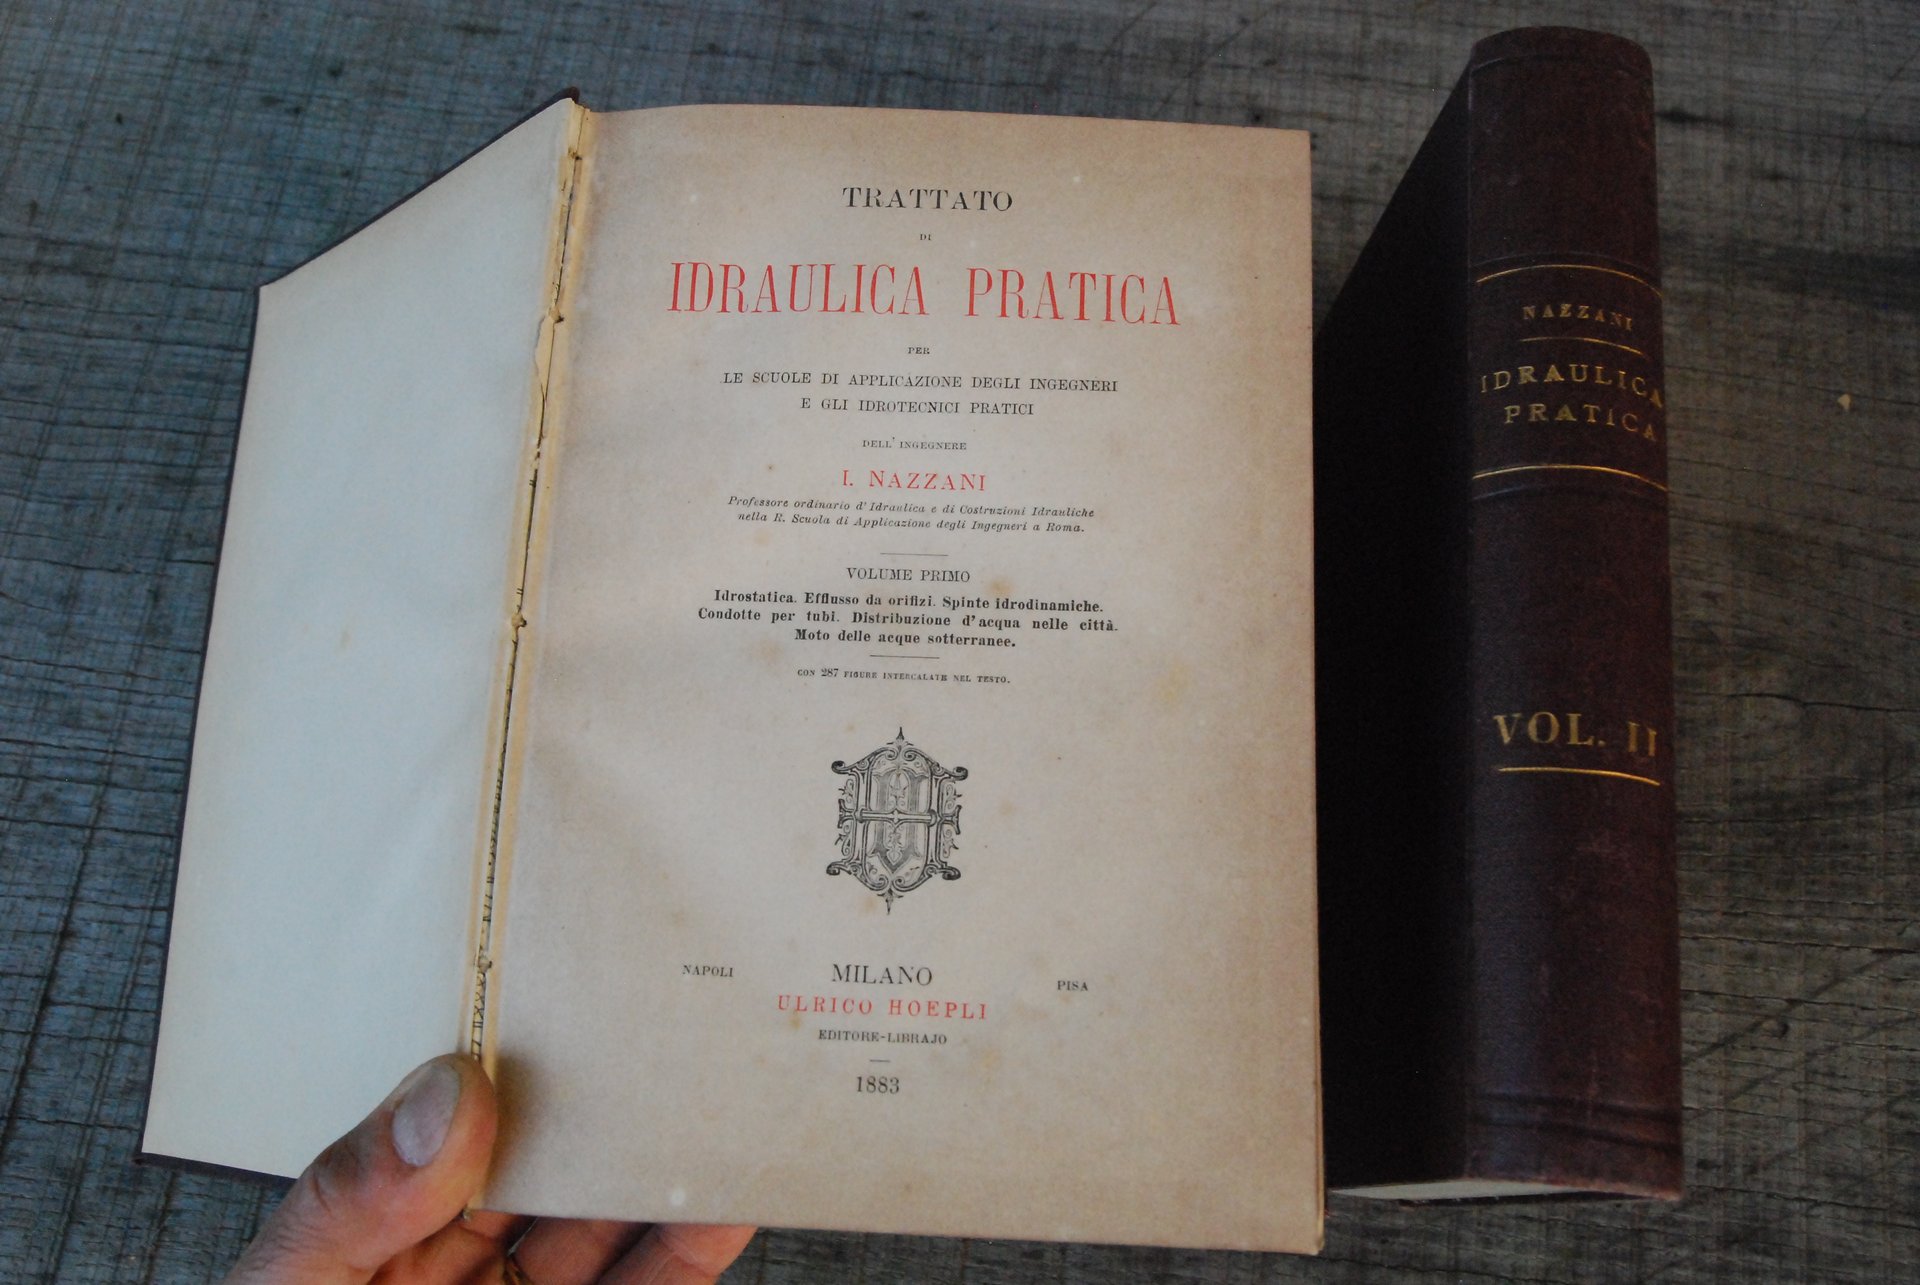 TRATTATO
DI
IDRAULICA PRATICA
PER
LE SCUOLE DI APPLICAZIONE DEGLI INGEGNERI
E GLI IDROTECNICI PRATICI
DELL' INGEGNERE
I. NAZZANI
Professore ordinario d'Idraulica e di Costruzioni Idrauliche
nella R. Scuola di Applicazione degli Ingegneri a Roma.
VOLUME PRIMO
Idrostatica. Efflusso da orifizi. Spinte idrodinamiche.
Condotte per tubi. Distribuzione d'acqua nelle città.
Moto delle acque sotterranee.
CON 287 FIGURE INTERCALATE NEL TESTO.
NAPOLI MILANO PISA
ULRICO HOEPLI
EDITORE-LIBRAJO
1883
NAZZANI
IDRAULICA
PRATICA
VOL. II